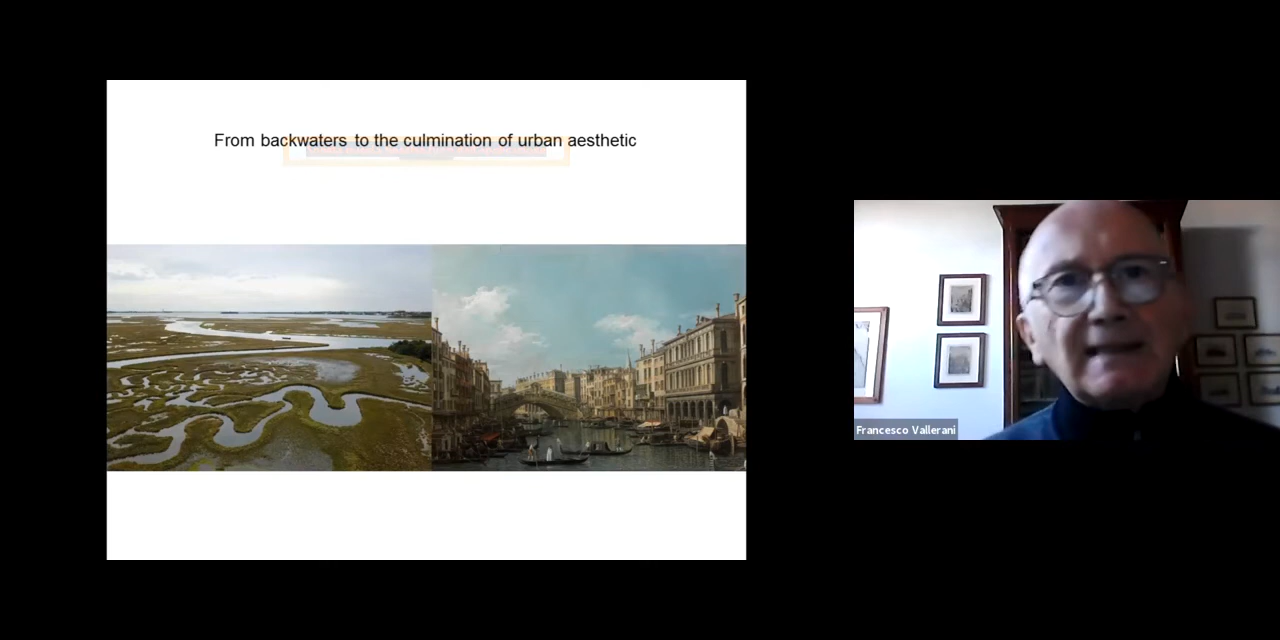 From backwaters to the culmination of urban aesthetic
Francesco Vallerani